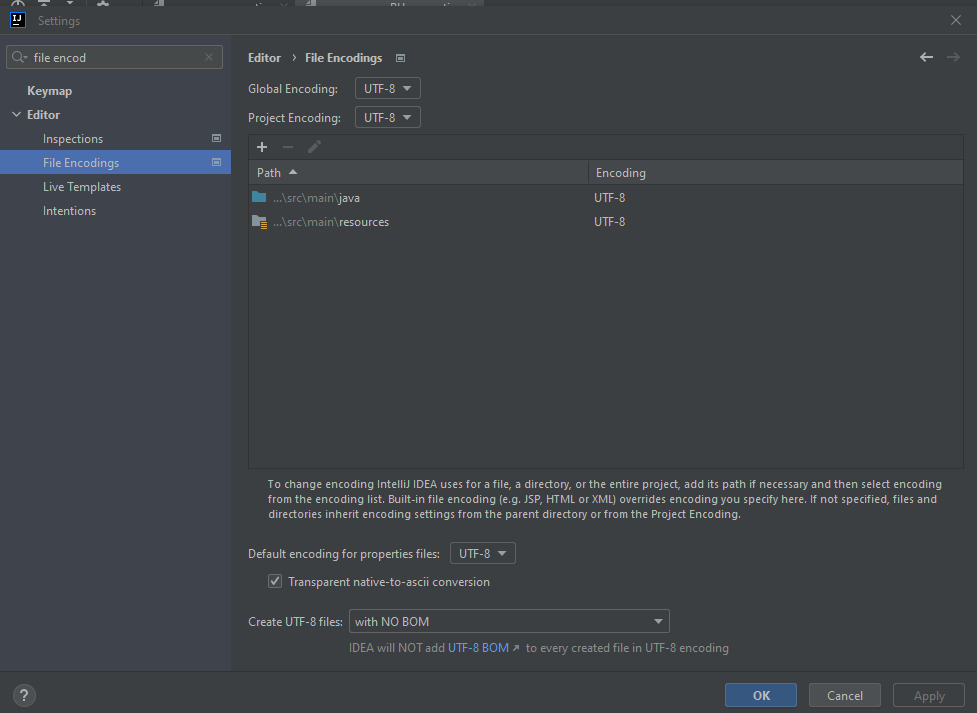 IJ
Settings
file encod
Keymap
Editor
Inspections
File Encodings
Live Templates
Intentions
Editor › File Encodings
Global Encoding: UTF-8
Project Encoding: UTF-8
Path Encoding
...\src\main\java UTF-8
...\src\main\resources UTF-8
To change encoding IntelliJ IDEA uses for a file, a directory, or the entire project, add its path if necessary and then select encoding
from the encoding list. Built-in file encoding (e.g. JSP, HTML or XML) overrides encoding you specify here. If not specified, files and
directories inherit encoding settings from the parent directory or from the Project Encoding.
Default encoding for properties files: UTF-8
Transparent native-to-ascii conversion
Create UTF-8 files: with NO BOM
IDEA will NOT add UTF-8 BOM ↗ to every created file in UTF-8 encoding
?
OK
Cancel
Apply